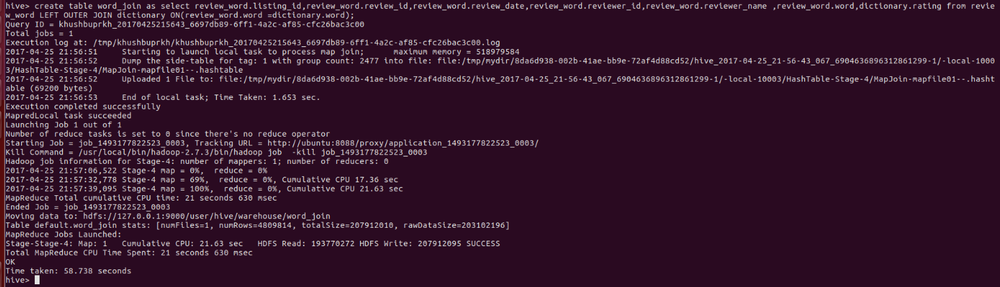 hive> create table word_join as select review_word.listing_id,review_word.review_id,review_word.review_date,review_word.reviewer_id,review_word.reviewer_name ,review_word.word,dictionary.rating from revie
w_word LEFT OUTER JOIN dictionary ON(review_word.word =dictionary.word);
Query ID = khushbuprkh_20170425215643_6697db89-6ff1-4a2c-af85-cfc26bac3c00
Total jobs = 1
Execution log at: /tmp/khushbuprkh/khushbuprkh_20170425215643_6697db89-6ff1-4a2c-af85-cfc26bac3c00.log
2017-04-25 21:56:51     Starting to launch local task to process map join;      maximum memory = 518979584
2017-04-25 21:56:52     Dump the side-table for tag: 1 with group count: 2477 into file: file:/tmp/mydir/8da6d938-002b-41ae-bb9e-72af4d88cd52/hive_2017-04-25_21-56-43_067_6904636896312861299-1/-local-1000
3/HashTable-Stage-4/MapJoin-mapfile01--.hashtable
2017-04-25 21:56:52     Uploaded 1 File to: file:/tmp/mydir/8da6d938-002b-41ae-bb9e-72af4d88cd52/hive_2017-04-25_21-56-43_067_6904636896312861299-1/-local-10003/HashTable-Stage-4/MapJoin-mapfile01--.hasht
able (69200 bytes)
2017-04-25 21:56:53     End of local task; Time Taken: 1.653 sec.
Execution completed successfully
MapredLocal task succeeded
Launching Job 1 out of 1
Number of reduce tasks is set to 0 since there's no reduce operator
Starting Job = job_1493177822523_0003, Tracking URL = http://ubuntu:8088/proxy/application_1493177822523_0003/
Kill Command = /usr/local/bin/hadoop-2.7.3/bin/hadoop job  -kill job_1493177822523_0003
Hadoop job information for Stage-4: number of mappers: 1; number of reducers: 0
2017-04-25 21:57:06,522 Stage-4 map = 0%,  reduce = 0%
2017-04-25 21:57:32,778 Stage-4 map = 69%,  reduce = 0%, Cumulative CPU 17.36 sec
2017-04-25 21:57:39,095 Stage-4 map = 100%,  reduce = 0%, Cumulative CPU 21.63 sec
MapReduce Total cumulative CPU time: 21 seconds 630 msec
Ended Job = job_1493177822523_0003
Moving data to: hdfs://127.0.0.1:9000/user/hive/warehouse/word_join
Table default.word_join stats: [numFiles=1, numRows=4809814, totalSize=207912010, rawDataSize=203102196]
MapReduce Jobs Launched:
Stage-Stage-4: Map: 1   Cumulative CPU: 21.63 sec   HDFS Read: 193770272 HDFS Write: 207912095 SUCCESS
Total MapReduce CPU Time Spent: 21 seconds 630 msec
OK
Time taken: 58.738 seconds
hive>